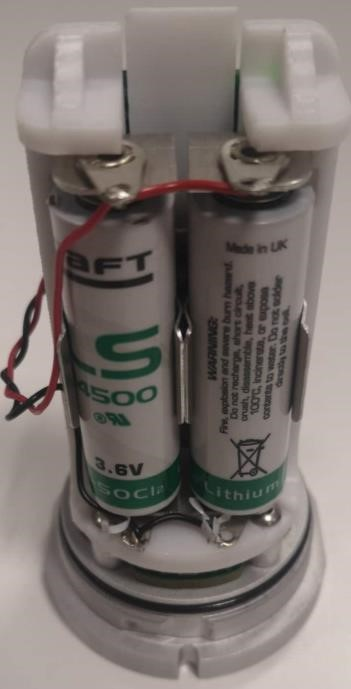 AFT
LS
14500
3.6V
SOCl2
Made in UK
WARNING:
Fire, explosion and severe burn hazard.
Do not recharge, short circuit,
crush, disassemble, heat above
100°C, incinerate, or expose
contents to water. Do not solder
directly to the cell.
Lithium